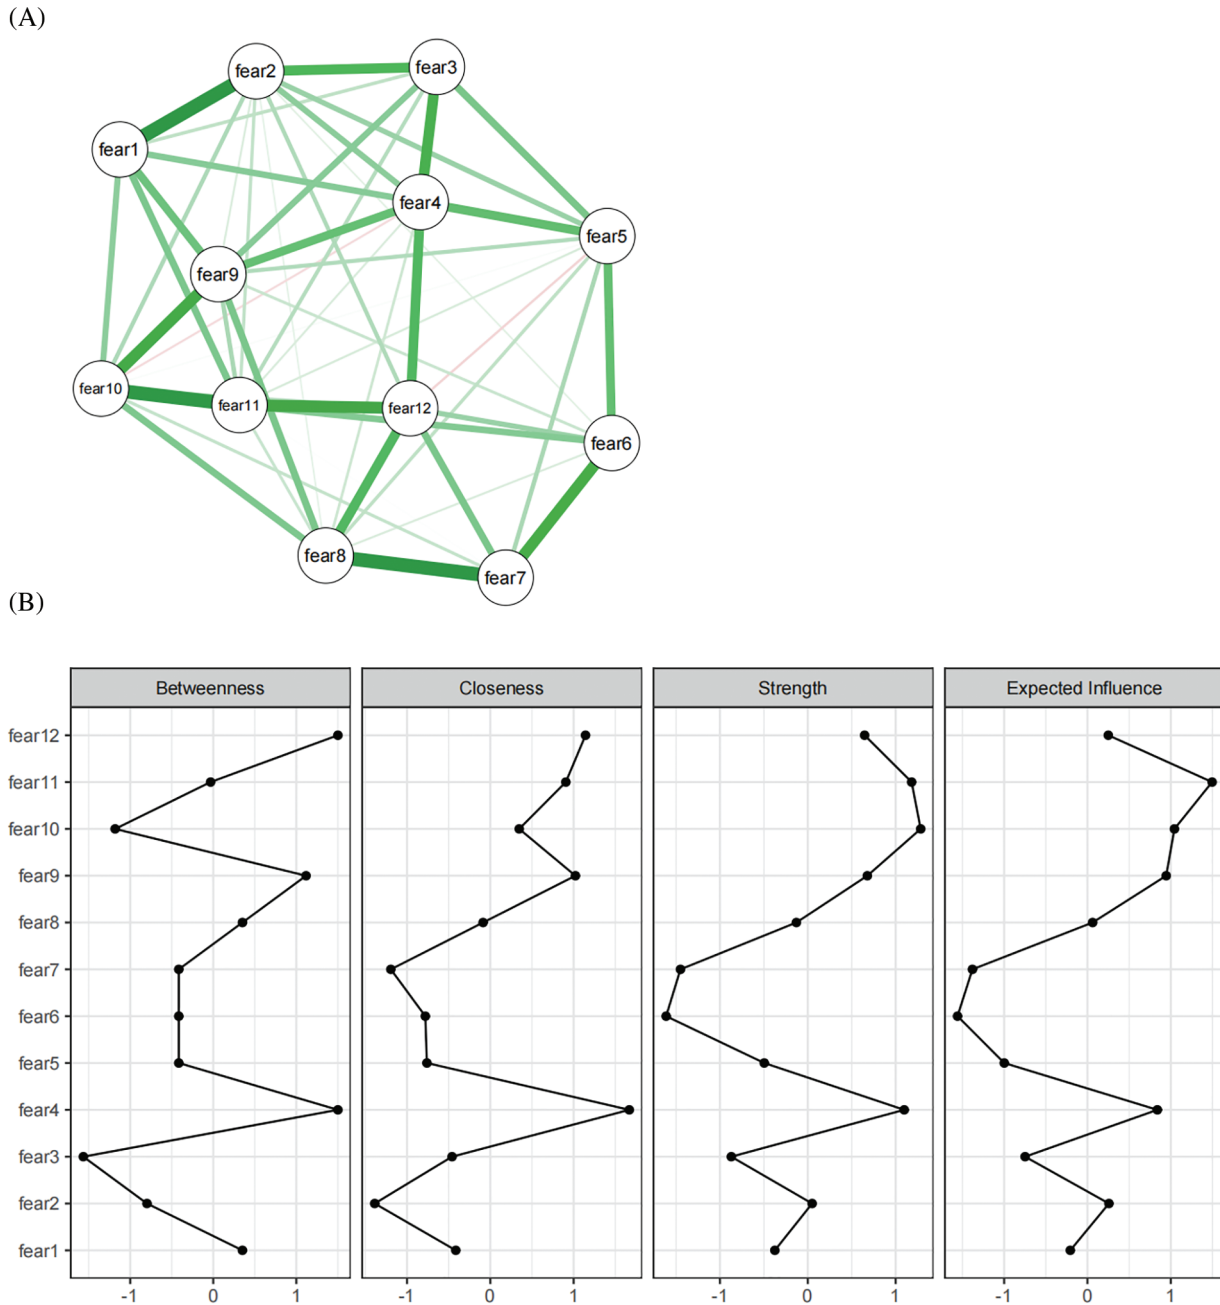 (A)
fear2
fear3
fear1
fear4
fear5
fear9
fear10
fear11
fear12
fear6
fear8
fear7
(B)
Betweenness Closeness Strength Expected Influence
fear12
fear11
fear10
fear9
fear8
fear7
fear6
fear5
fear4
fear3
fear2
fear1
-1 0 1 -1 0 1 -1 0 1 -1 0 1